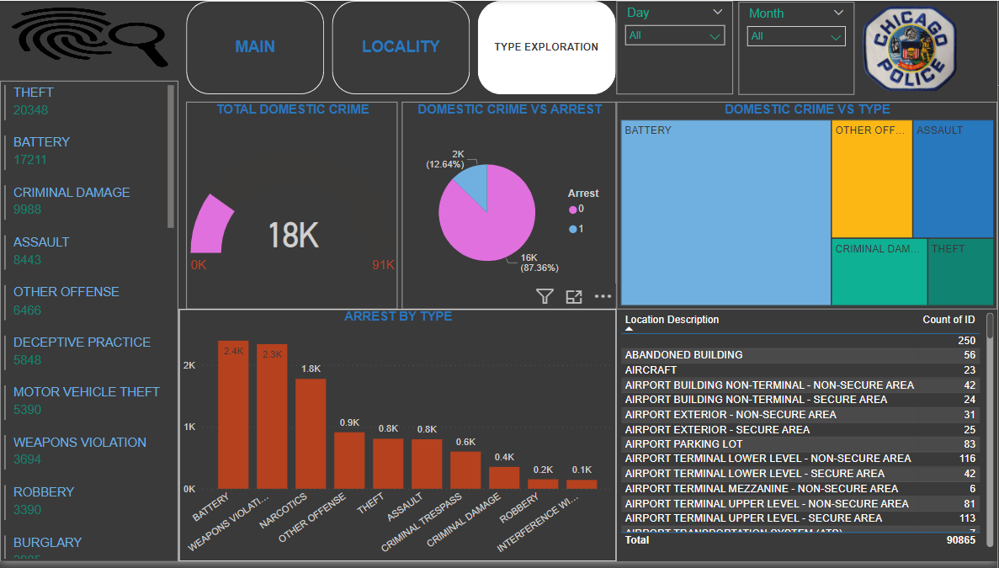 MAIN
LOCALITY
TYPE EXPLORATION
Day
All
Month
All
CHICAGO
POLICE
THEFT
20348
BATTERY
17211
CRIMINAL DAMAGE
9988
ASSAULT
8443
OTHER OFFENSE
6466
DECEPTIVE PRACTICE
5848
MOTOR VEHICLE THEFT
5390
WEAPONS VIOLATION
3694
ROBBERY
3390
BURGLARY
TOTAL DOMESTIC CRIME
18K
0K
91K
DOMESTIC CRIME VS ARREST
2K
(12.64%)
16K
(87.36%)
Arrest
0
1
DOMESTIC CRIME VS TYPE
BATTERY
OTHER OFF...
ASSAULT
CRIMINAL DAM...
THEFT
ARREST BY TYPE
2K
1K
0K
2.4K
2.3K
1.8K
0.9K
0.8K
0.8K
0.6K
0.4K
0.2K
0.1K
BATTERY
WEAPONS VIOLATI...
NARCOTICS
OTHER OFFENSE
THEFT
ASSAULT
CRIMINAL TRESPASS
CRIMINAL DAMAGE
ROBBERY
INTERFERENCE WI...
Location Description Count of ID
250
ABANDONED BUILDING 56
AIRCRAFT 23
AIRPORT BUILDING NON-TERMINAL - NON-SECURE AREA 42
AIRPORT BUILDING NON-TERMINAL - SECURE AREA 24
AIRPORT EXTERIOR - NON-SECURE AREA 31
AIRPORT EXTERIOR - SECURE AREA 25
AIRPORT PARKING LOT 83
AIRPORT TERMINAL LOWER LEVEL - NON-SECURE AREA 116
AIRPORT TERMINAL LOWER LEVEL - SECURE AREA 42
AIRPORT TERMINAL MEZZANINE - NON-SECURE AREA 6
AIRPORT TERMINAL UPPER LEVEL - NON-SECURE AREA 81
AIRPORT TERMINAL UPPER LEVEL - SECURE AREA 113
AIRPORT TRANSPORTATION SYSTEM (ATS) 7
Total 90865